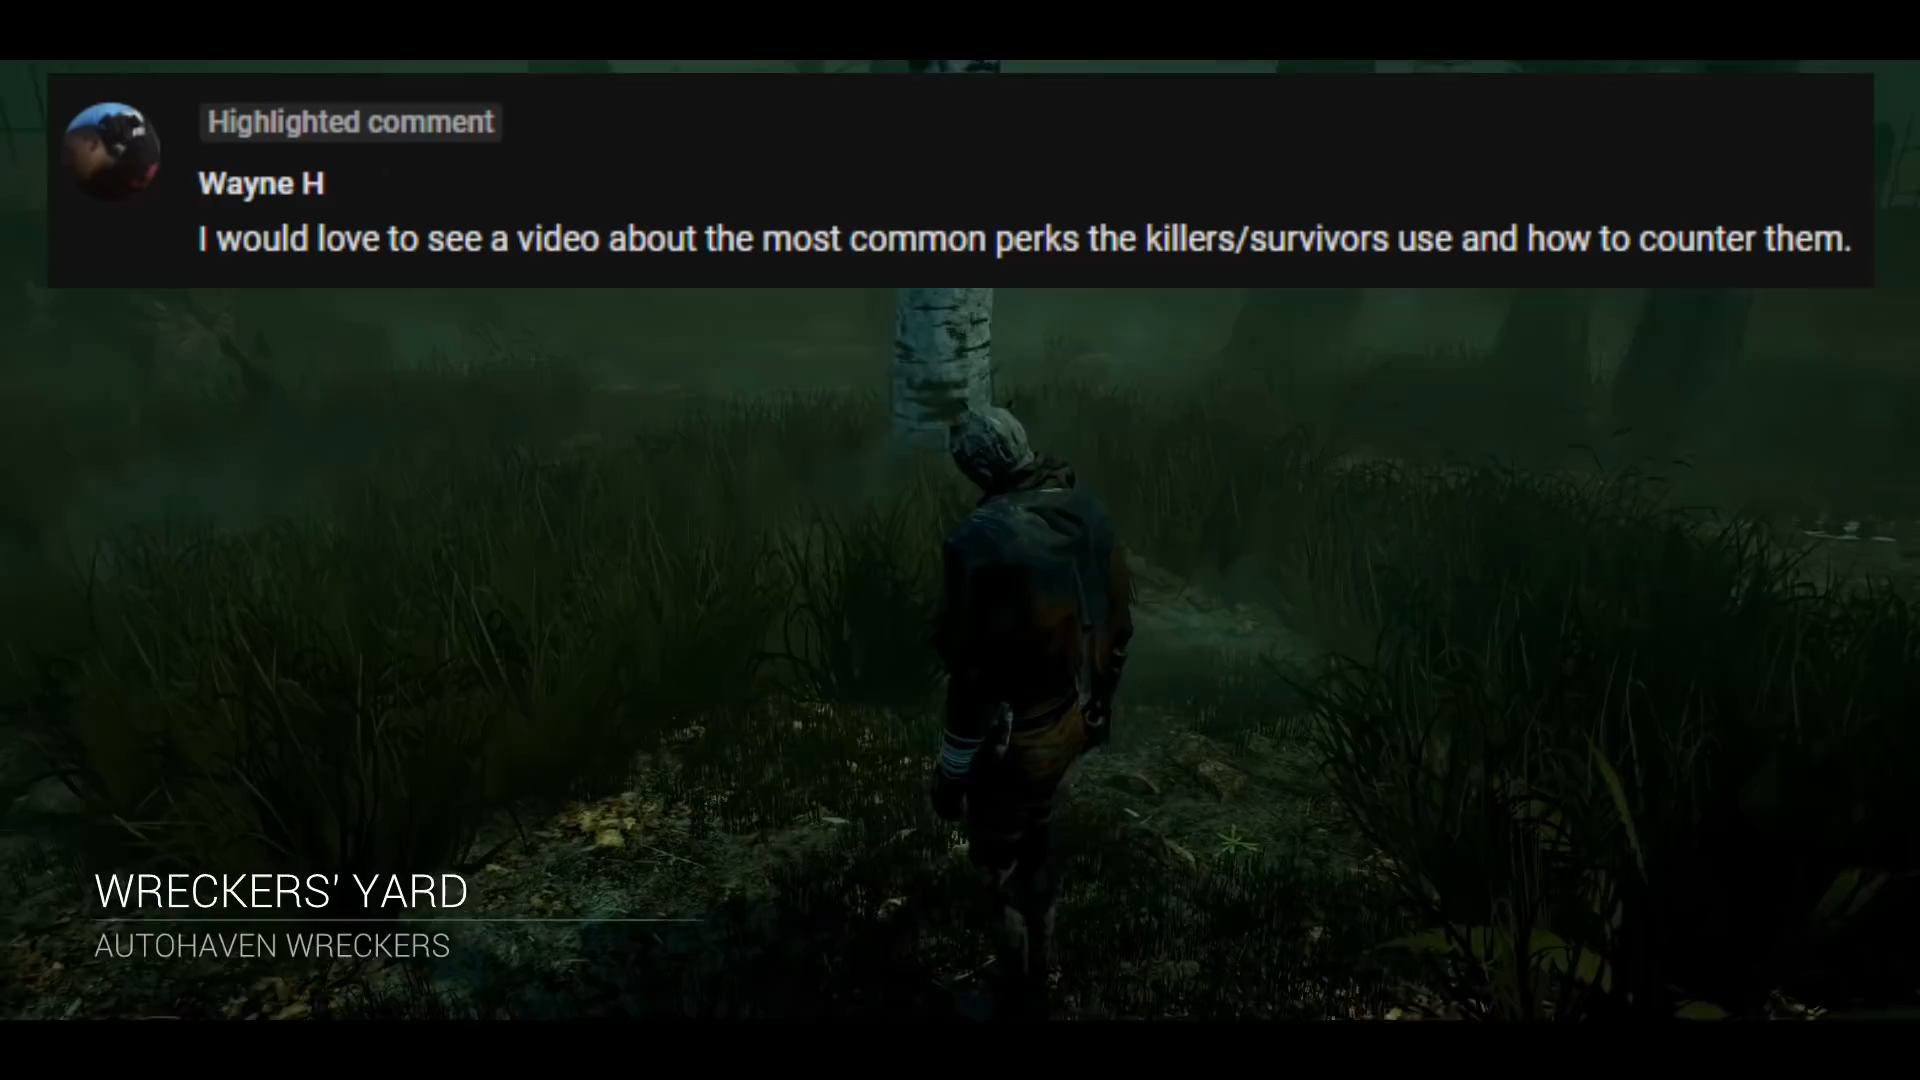 Highlighted comment
Wayne H
I would love to see a video about the most common perks the killers/survivors use and how to counter them.
WRECKERS' YARD
AUTOHAVEN WRECKERS